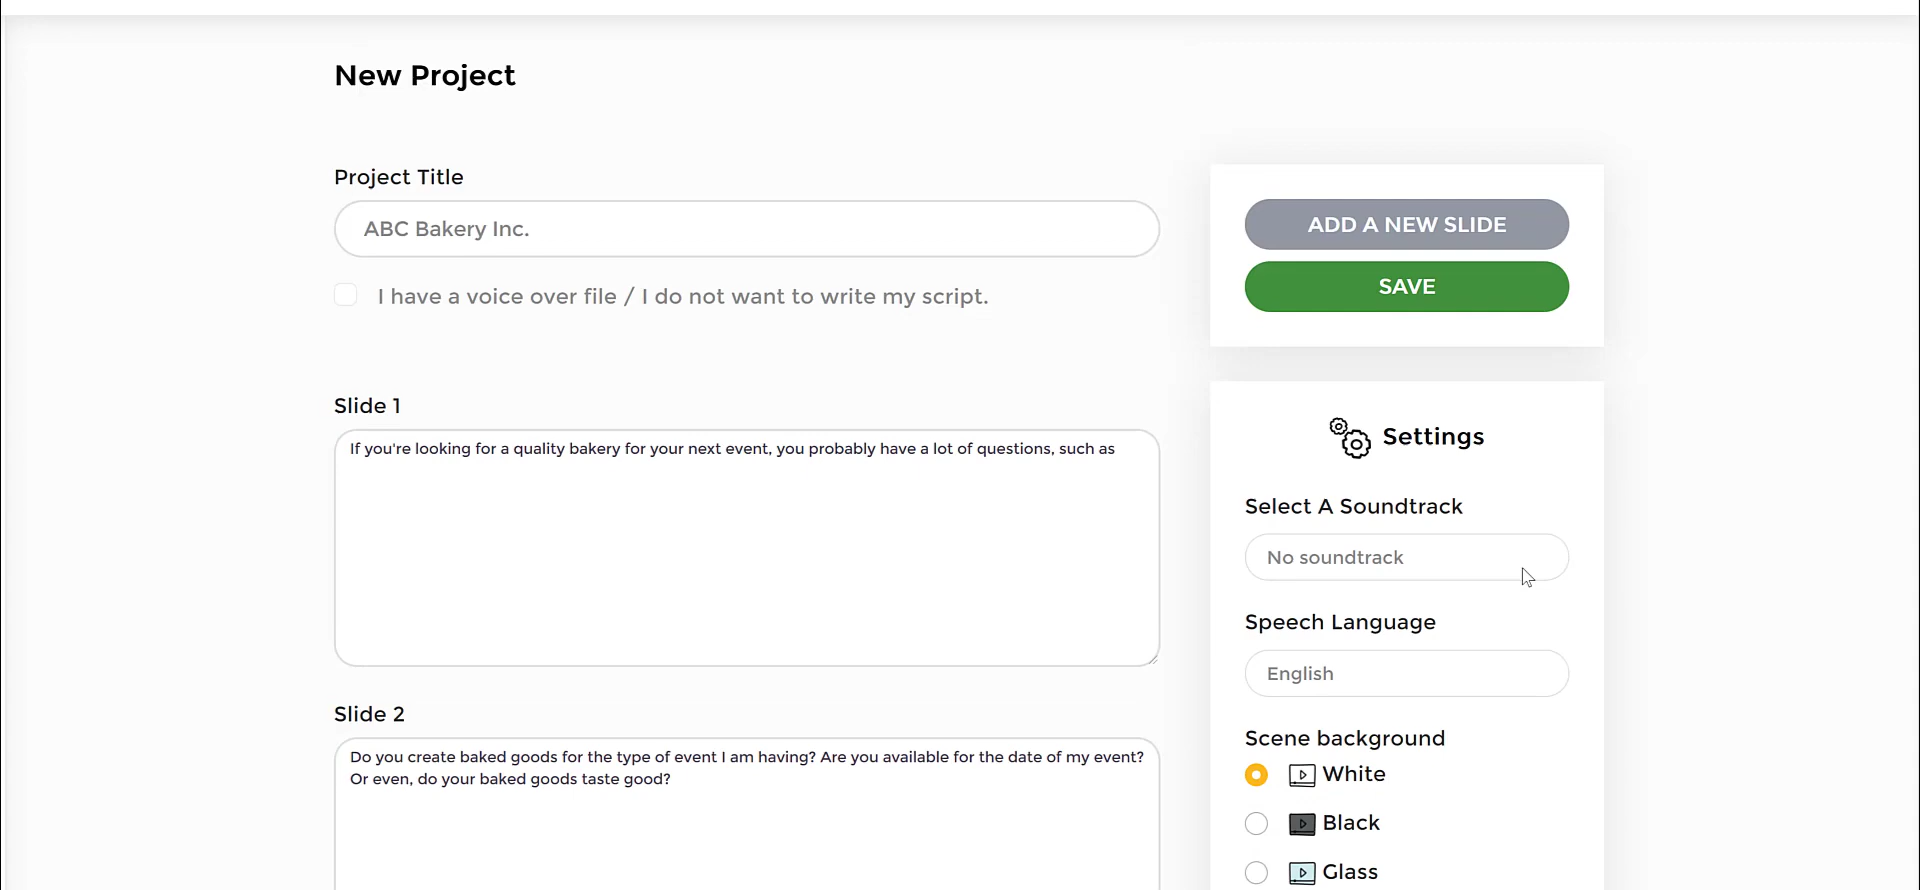 New Project
Project Title
ABC Bakery Inc.
I have a voice over file / I do not want to write my script.
Slide 1
If you're looking for a quality bakery for your next event, you probably have a lot of questions, such as
Slide 2
Do you create baked goods for the type of event I am having? Are you available for the date of my event?
Or even, do your baked goods taste good?
ADD A NEW SLIDE
SAVE
Settings
Select A Soundtrack
No soundtrack
Speech Language
English
Scene background
White
Black
Glass